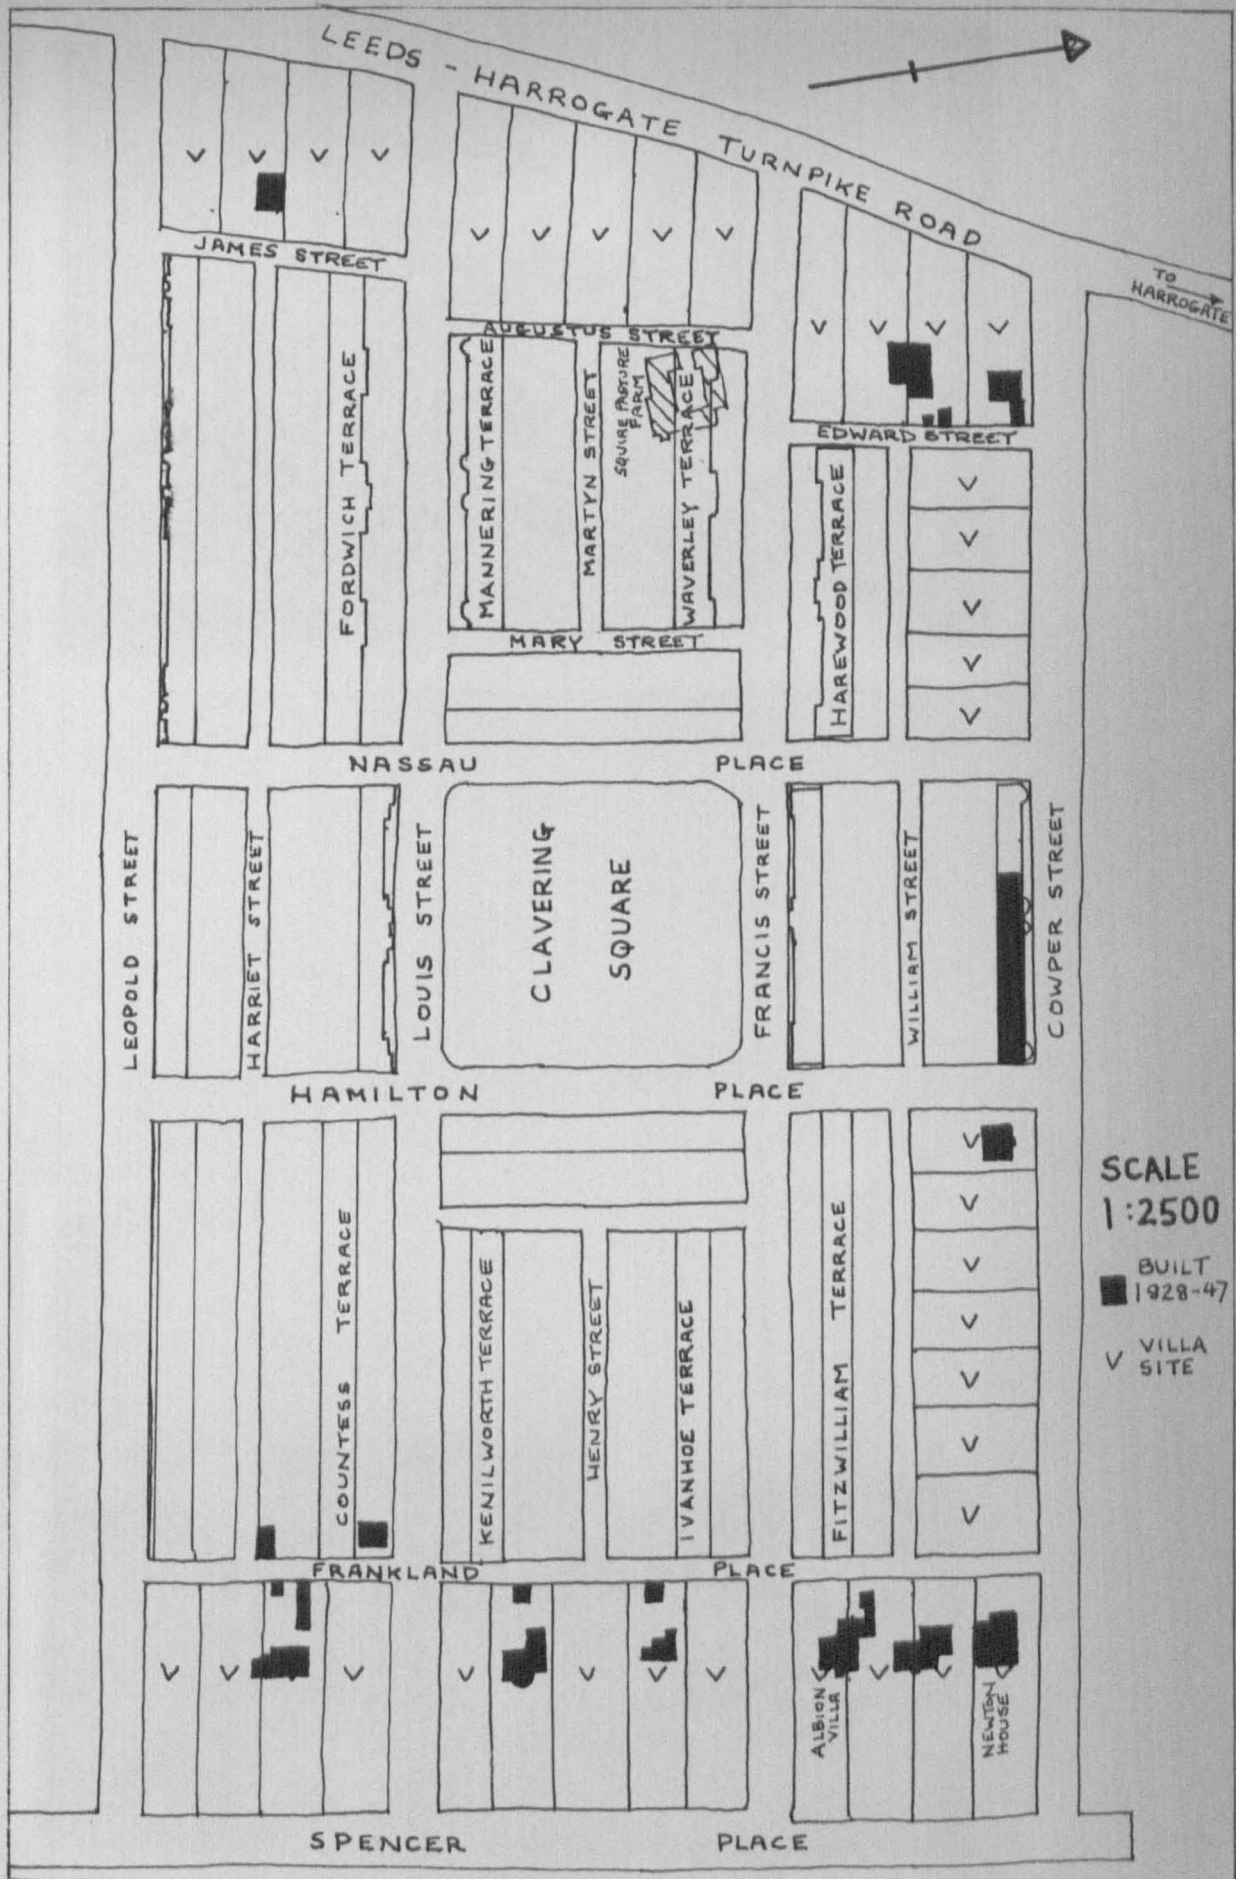 LEEDS - HARROGATE TURNPIKE ROAD
TO
HARROGATE
JAMES STREET
AUGUSTUS STREET
EDWARD STREET
FORDWICH TERRACE
MANNERING TERRACE
MARTYN STREET
SQUIRE PASTURE
FARM
WAVERLEY TERRACE
HAREWOOD TERRACE
MARY STREET
NASSAU PLACE
LEOPOLD STREET
HARRIET STREET
LOUIS STREET
CLAVERING
SQUARE
FRANCIS STREET
WILLIAM STREET
COWPER STREET
HAMILTON PLACE
COUNTESS TERRACE
KENILWORTH TERRACE
HENRY STREET
IVANHOE TERRACE
FITZWILLIAM TERRACE
SCALE
1:2500
BUILT
1828-47
V VILLA
SITE
FRANKLAND PLACE
ALBION
VILLA
NEWTON
HOUSE
SPENCER PLACE